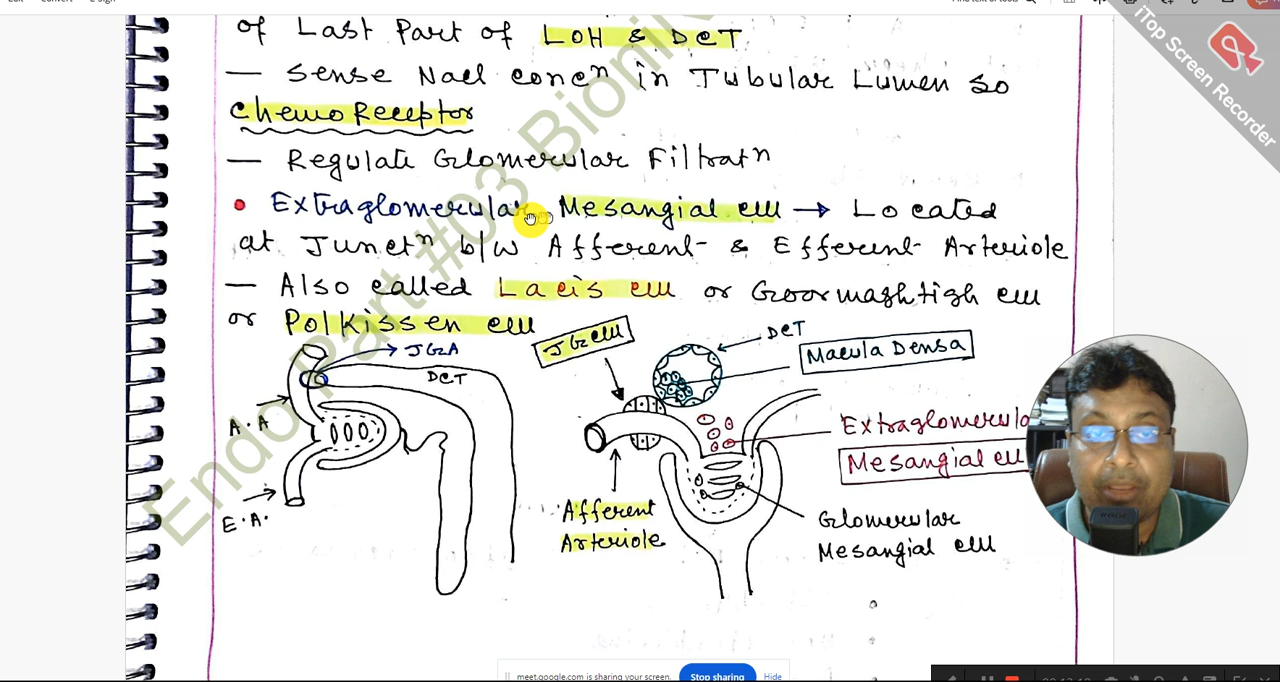 of Last Part of LOH & DCT
— Sense Nacl concn in Tubular Lumen so
Chemo Receptor
— Regulate Glomerular Filtratn
• Extraglomerular Mesangial cell → Located
at Junctn b/w Afferent & Efferent Arteriole
— Also called Lacis cell or Goormaghtigh cell
or Polkissen cell
JG cell
DCT
Macula Densa
JGA
DCT
A.A
E.A.
Extraglomerula
Mesangial cell
Afferent
Arteriole
Glomerular
Mesangial cell
Endo Part #03
iTop Screen Recorder
meet.google.com is sharing your screen.
Stop sharing
Hide